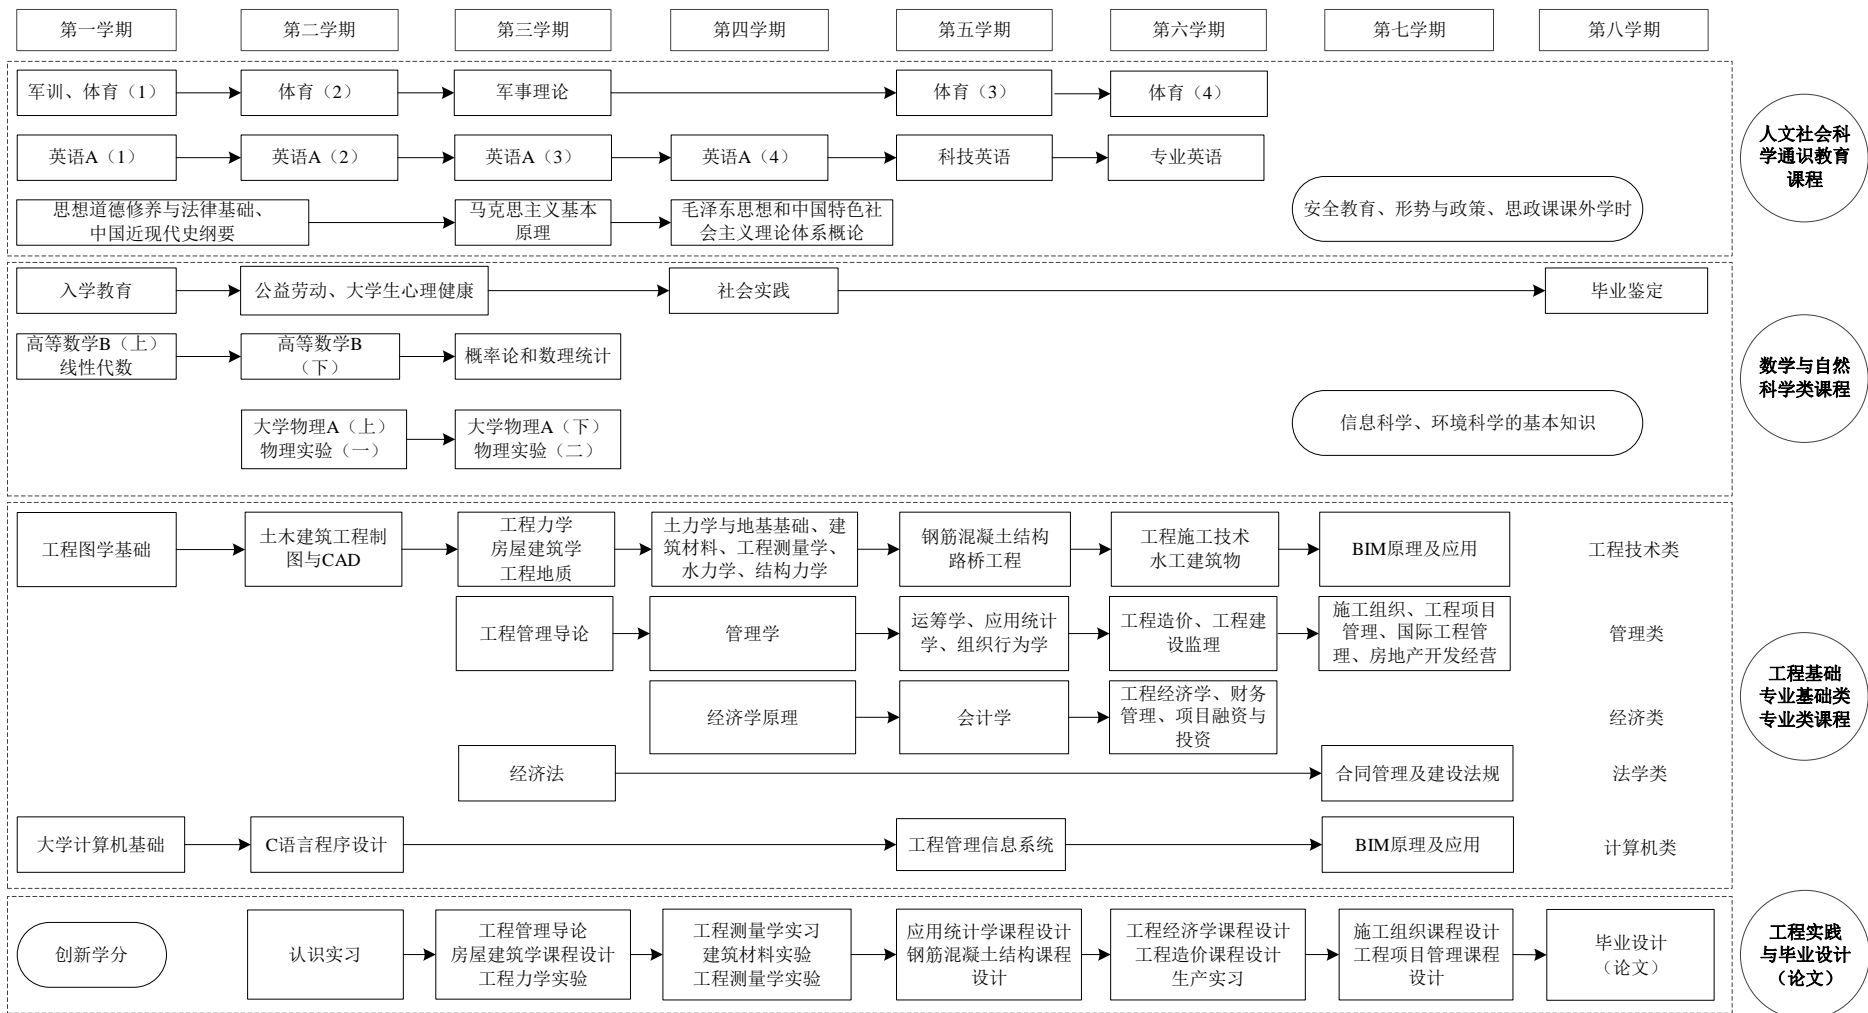 第一学期
第二学期
第三学期
第四学期
第五学期
第六学期
第七学期
第八学期
军训、体育（1）
体育（2）
军事理论
体育（3）
体育（4）
英语A（1）
英语A（2）
英语A（3）
英语A（4）
科技英语
专业英语
思想道德修养与法律基础、
中国近现代史纲要
马克思主义基本
原理
毛泽东思想和中国特色社
会主义理论体系概论
安全教育、形势与政策、思政课课外学时
人文社会科
学通识教育
课程
入学教育
公益劳动、大学生心理健康
社会实践
毕业鉴定
高等数学B（上）
线性代数
高等数学B
（下）
概率论和数理统计
大学物理A（上）
物理实验（一）
大学物理A（下）
物理实验（二）
信息科学、环境科学的基本知识
数学与自然
科学类课程
工程图学基础
土木建筑工程制
图与CAD
工程力学
房屋建筑学
工程地质
土力学与地基基础、建
筑材料、工程测量学、
水力学、结构力学
钢筋混凝土结构
路桥工程
工程施工技术
水工建筑物
BIM原理及应用
工程技术类
工程管理导论
管理学
运筹学、应用统计
学、组织行为学
工程造价、工程建
设监理
施工组织、工程项目
管理、国际工程管
理、房地产开发经营
管理类
经济学原理
会计学
工程经济学、财务
管理、项目融资与
投资
经济类
经济法
合同管理及建设法规
法学类
大学计算机基础
C语言程序设计
工程管理信息系统
BIM原理及应用
计算机类
工程基础
专业基础类
专业类课程
创新学分
认识实习
工程管理导论
房屋建筑学课程设计
工程力学实验
工程测量学实习
建筑材料实验
工程测量学实验
应用统计学课程设计
钢筋混凝土结构课程
设计
工程经济学课程设计
工程造价课程设计
生产实习
施工组织课程设计
工程项目管理课程
设计
毕业设计
（论文）
工程实践
与毕业设计
（论文）